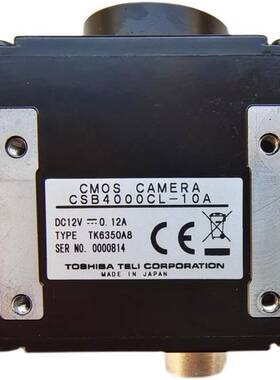 CMOS CAMERA
CSB4000CL-10A
DC12V ⎓ 0.12A
TYPE TK6350A8
SER NO. 0000814
CE
TOSHIBA TELI CORPORATION
MADE IN JAPAN